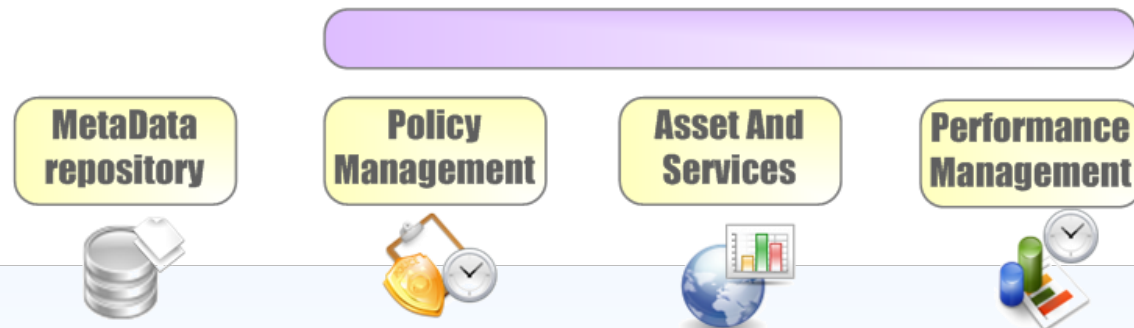 MetaData
repository
Policy
Management
Asset And
Services
Performance
Management